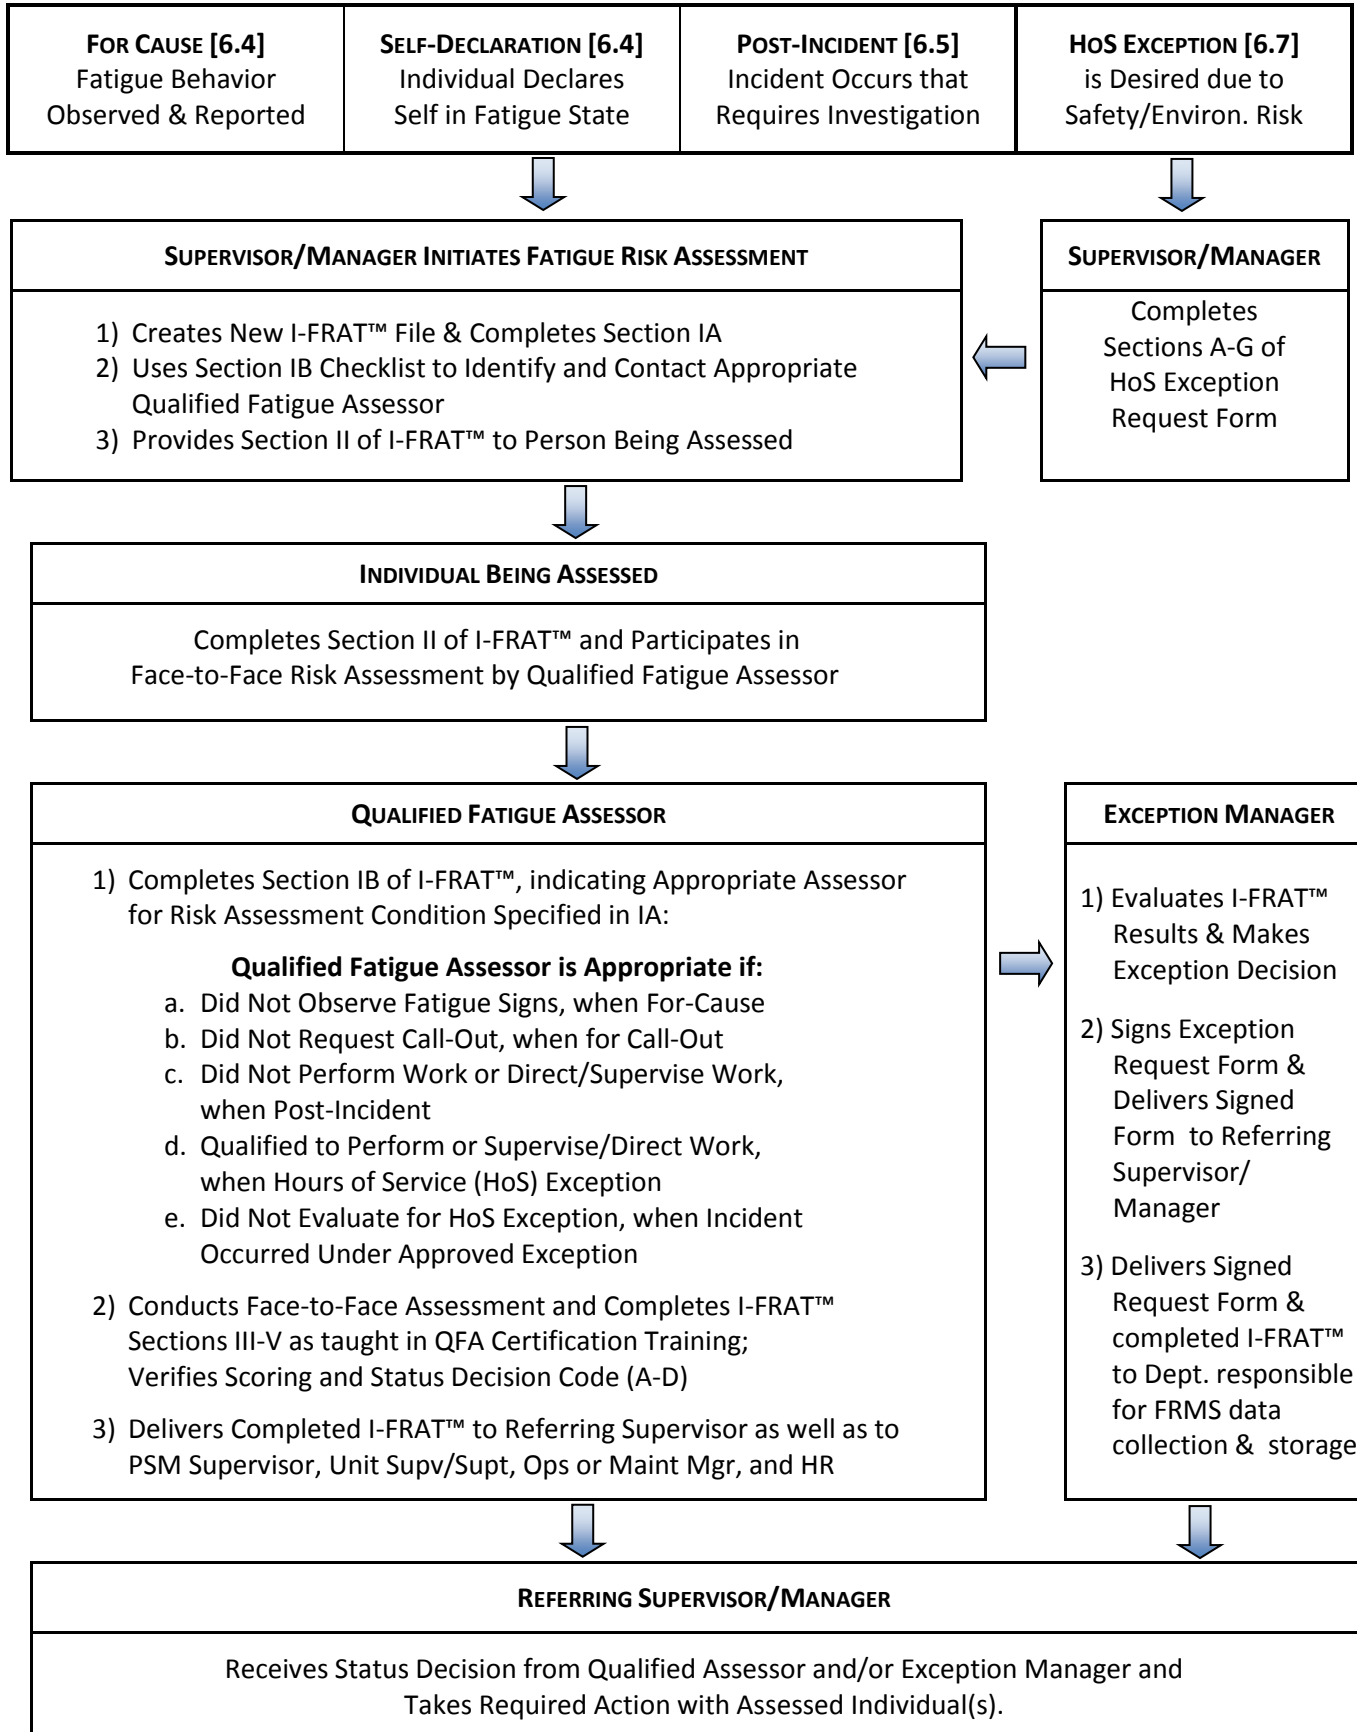 FOR CAUSE [6.4]
Fatigue Behavior
Observed & Reported
SELF-DECLARATION [6.4]
Individual Declares
Self in Fatigue State
POST-INCIDENT [6.5]
Incident Occurs that
Requires Investigation
HOS EXCEPTION [6.7]
is Desired due to
Safety/Environ. Risk
SUPERVISOR/MANAGER INITIATES FATIGUE RISK ASSESSMENT
1) Creates New I-FRAT™ File & Completes Section IA
2) Uses Section IB Checklist to Identify and Contact Appropriate
Qualified Fatigue Assessor
3) Provides Section II of I-FRAT™ to Person Being Assessed
SUPERVISOR/MANAGER
Completes
Sections A-G of
HoS Exception
Request Form
INDIVIDUAL BEING ASSESSED
Completes Section II of I-FRAT™ and Participates in
Face-to-Face Risk Assessment by Qualified Fatigue Assessor
QUALIFIED FATIGUE ASSESSOR
1) Completes Section IB of I-FRAT™, indicating Appropriate Assessor
for Risk Assessment Condition Specified in IA:
Qualified Fatigue Assessor is Appropriate if:
a. Did Not Observe Fatigue Signs, when For-Cause
b. Did Not Request Call-Out, when for Call-Out
c. Did Not Perform Work or Direct/Supervise Work,
when Post-Incident
d. Qualified to Perform or Supervise/Direct Work,
when Hours of Service (HoS) Exception
e. Did Not Evaluate for HoS Exception, when Incident
Occurred Under Approved Exception
2) Conducts Face-to-Face Assessment and Completes I-FRAT™
Sections III-V as taught in QFA Certification Training;
Verifies Scoring and Status Decision Code (A-D)
3) Delivers Completed I-FRAT™ to Referring Supervisor as well as to
PSM Supervisor, Unit Supv/Supt, Ops or Maint Mgr, and HR
EXCEPTION MANAGER
1) Evaluates I-FRAT™
Results & Makes
Exception Decision
2) Signs Exception
Request Form &
Delivers Signed
Form to Referring
Supervisor/
Manager
3) Delivers Signed
Request Form &
completed I-FRAT™
to Dept. responsible
for FRMS data
collection & storage
REFERRING SUPERVISOR/MANAGER
Receives Status Decision from Qualified Assessor and/or Exception Manager and
Takes Required Action with Assessed Individual(s).